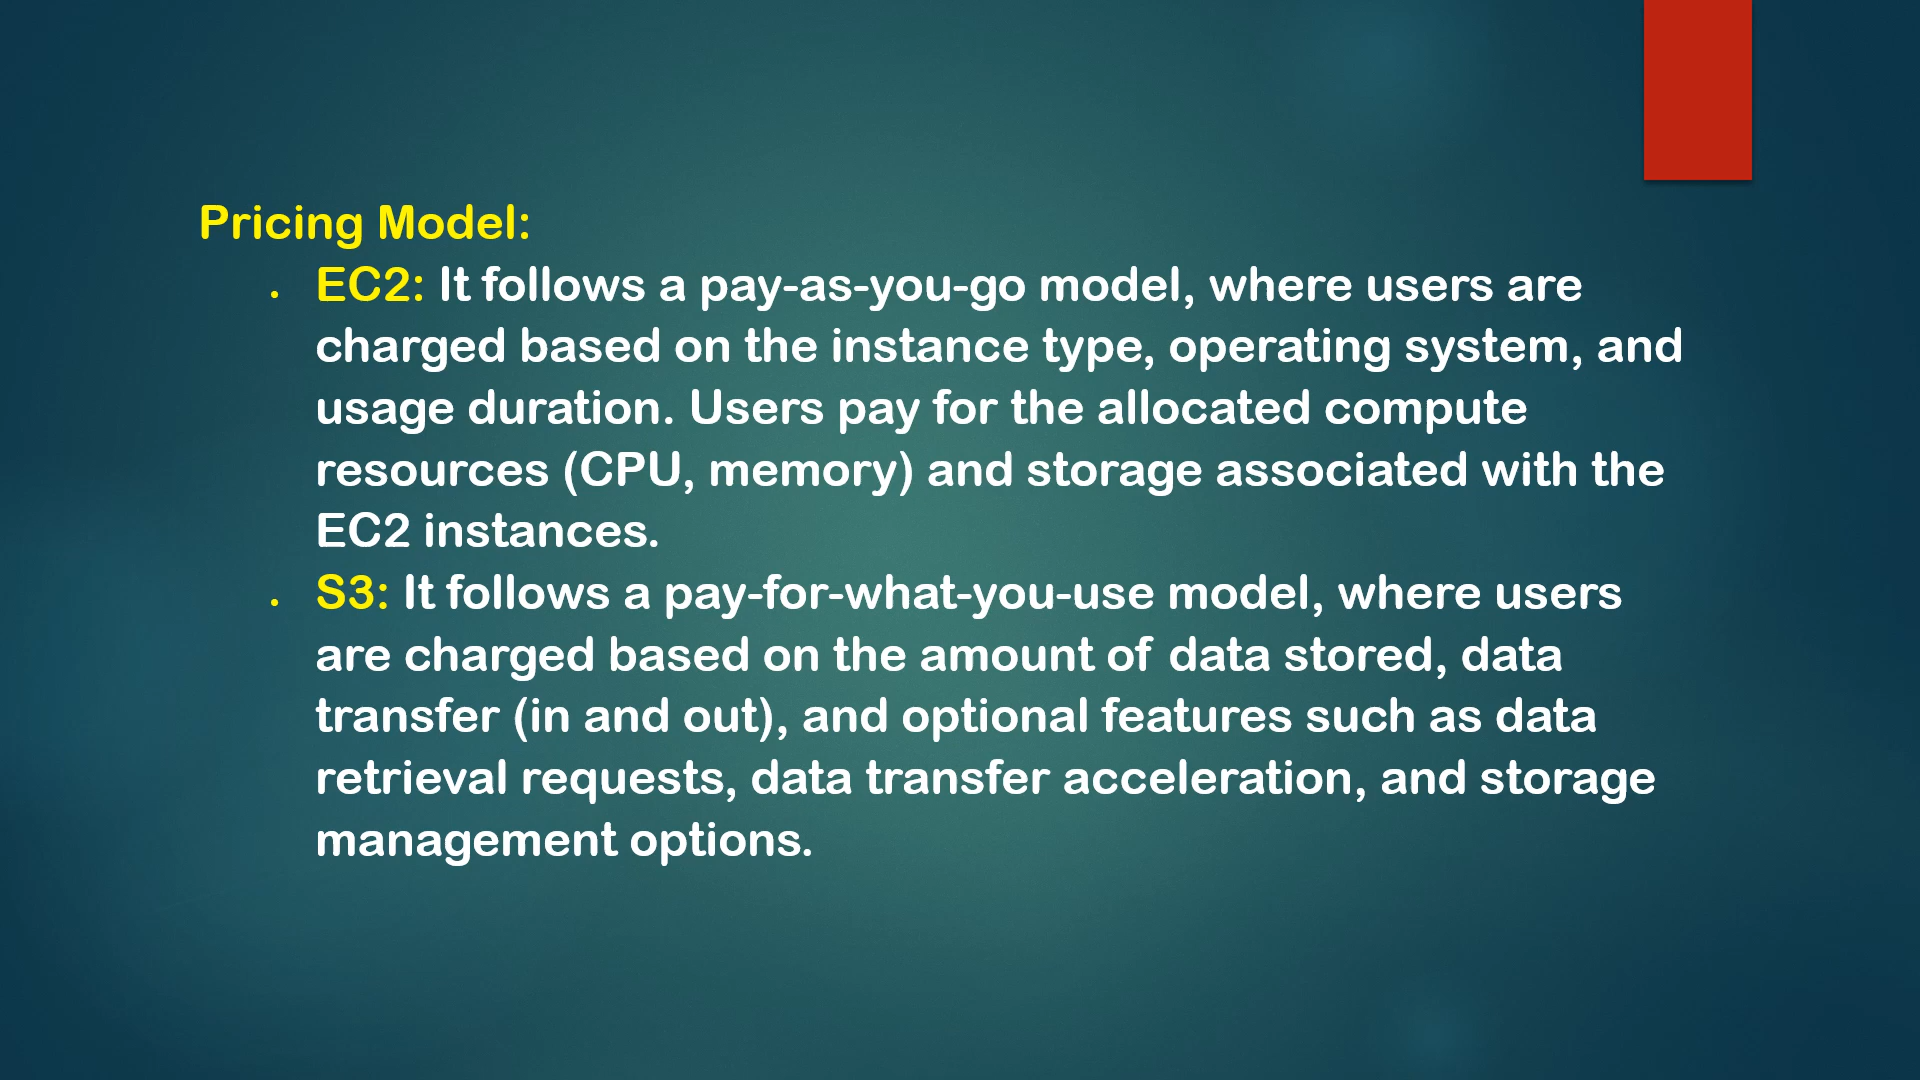 Pricing Model:
• EC2: It follows a pay-as-you-go model, where users are
charged based on the instance type, operating system, and
usage duration. Users pay for the allocated compute
resources (CPU, memory) and storage associated with the
EC2 instances.
• S3: It follows a pay-for-what-you-use model, where users
are charged based on the amount of data stored, data
transfer (in and out), and optional features such as data
retrieval requests, data transfer acceleration, and storage
management options.